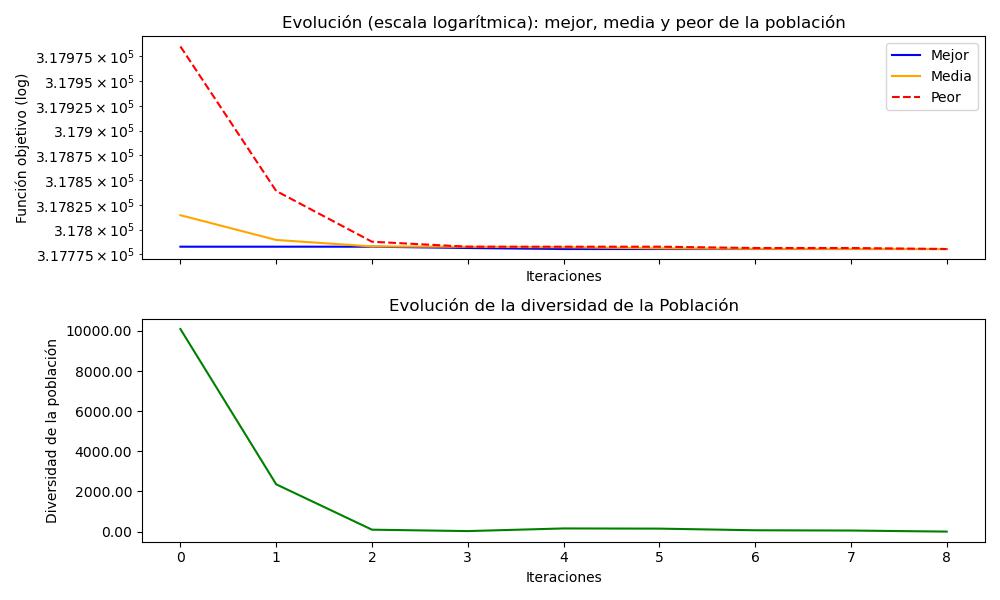 Evolución (escala logarítmica): mejor, media y peor de la población
Función objetivo (log)
3.17975 × 10⁵
3.1795 × 10⁵
3.17925 × 10⁵
3.179 × 10⁵
3.17875 × 10⁵
3.1785 × 10⁵
3.17825 × 10⁵
3.178 × 10⁵
3.17775 × 10⁵
Mejor
Media
Peor
Iteraciones
Evolución de la diversidad de la Población
Diversidad de la población
10000.00
8000.00
6000.00
4000.00
2000.00
0.00
0 1 2 3 4 5 6 7 8
Iteraciones